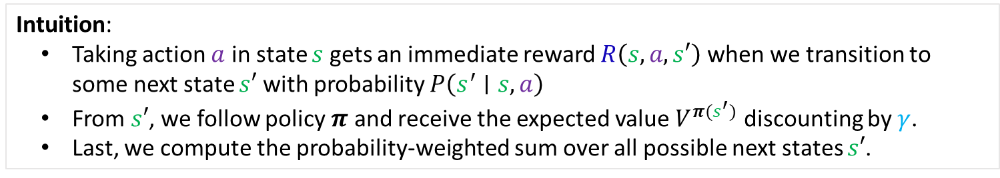 Intuition:
• Taking action a in state s gets an immediate reward R(s, a, s′) when we transition to
some next state s′ with probability P(s′ ∣ s, a)
• From s′, we follow policy π and receive the expected value V^π(s′) discounting by γ.
• Last, we compute the probability-weighted sum over all possible next states s′.